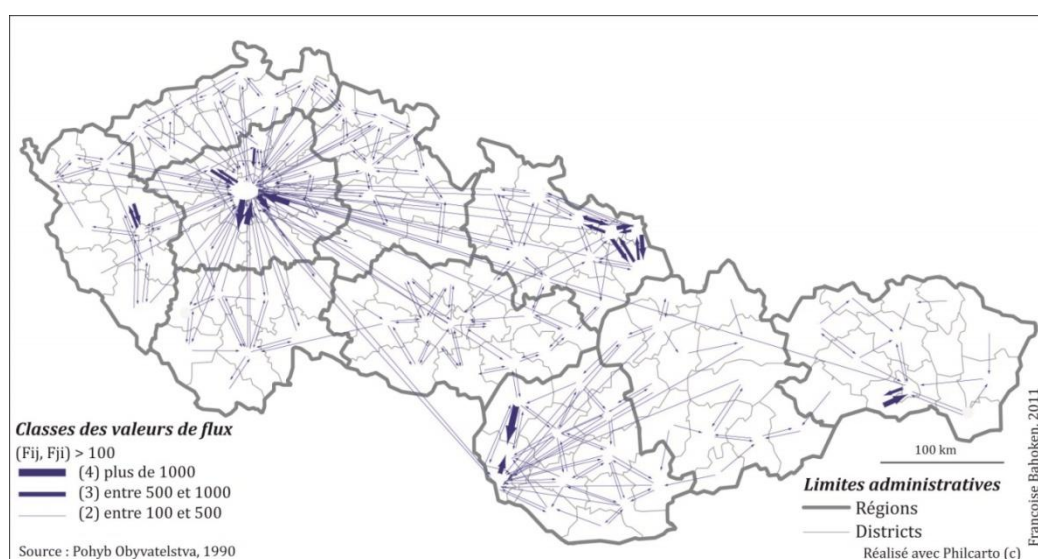 Classes des valeurs de flux
(Fij, Fji) > 100
(4) plus de 1000
(3) entre 500 et 1000
(2) entre 100 et 500
Source : Pohyb Obyvatelstva, 1990
100 km
Limites administratives
Régions
Districts
Réalisé avec Philcarto (c)
Françoise Bahoken, 2011